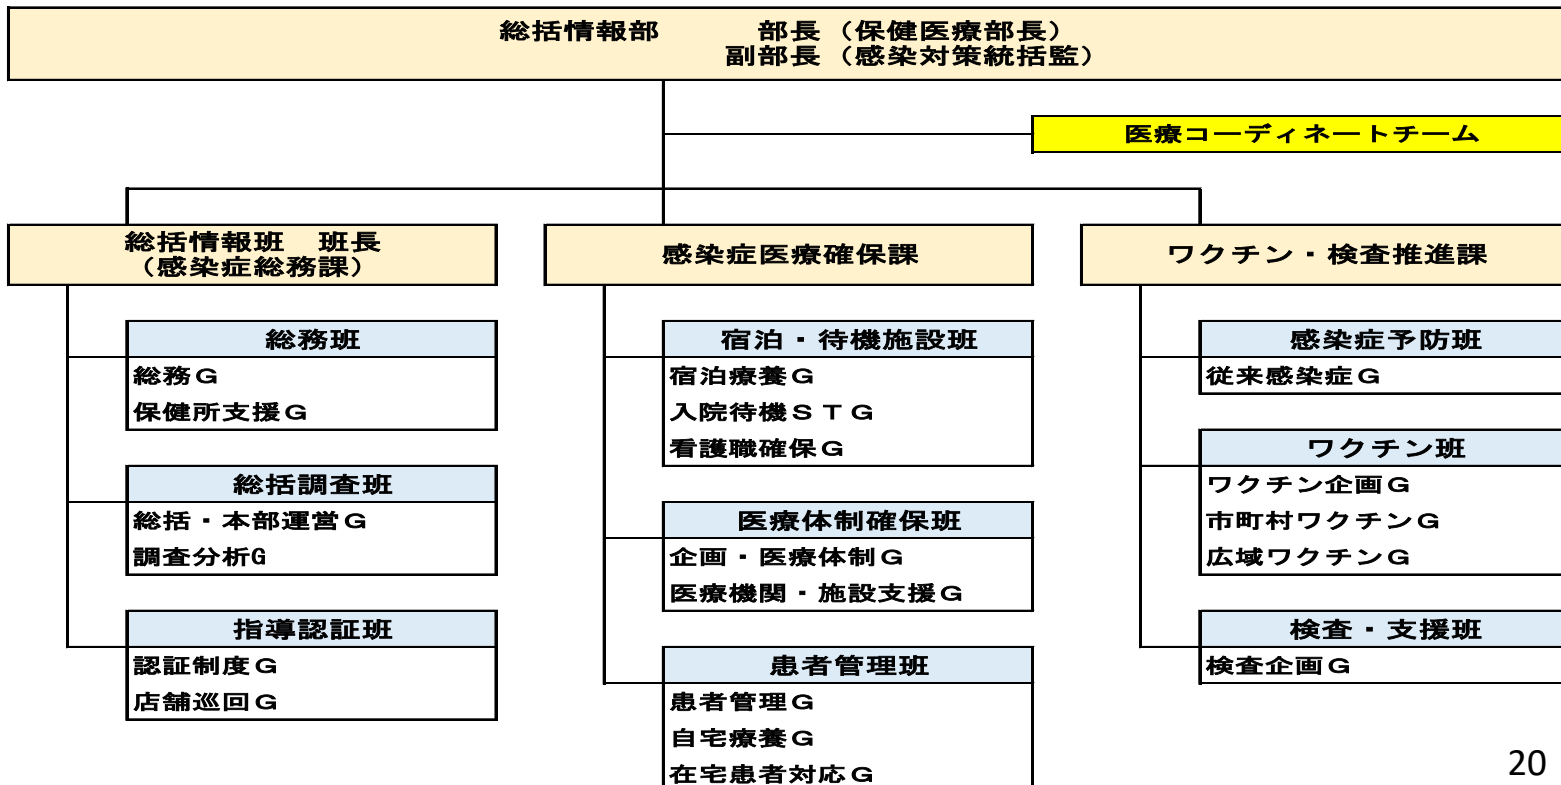 総括情報部　部長（保健医療部長）
副部長（感染対策統括監）
医療コーディネートチーム
総括情報班　班長
（感染症総務課）
総務班
総務Ｇ
保健所支援Ｇ
総括調査班
総括・本部運営Ｇ
調査分析G
指導認証班
認証制度Ｇ
店舗巡回Ｇ
感染症医療確保課
宿泊・待機施設班
宿泊療養Ｇ
入院待機ＳＴＧ
看護職確保Ｇ
医療体制確保班
企画・医療体制Ｇ
医療機関・施設支援Ｇ
患者管理班
患者管理Ｇ
自宅療養Ｇ
在宅患者対応Ｇ
ワクチン・検査推進課
感染症予防班
従来感染症Ｇ
ワクチン班
ワクチン企画Ｇ
市町村ワクチンＧ
広域ワクチンＧ
検査・支援班
検査企画Ｇ
20